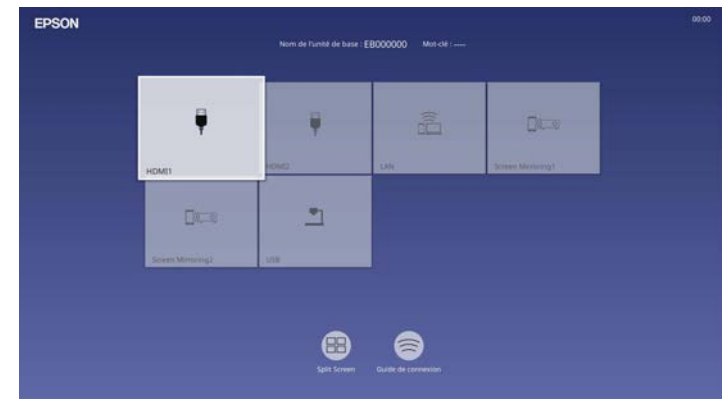 EPSON
00:00
Nom de l'unité de base : EB000000 Mot-clé : ----
HDMI1
HDMI2
LAN
Screen Mirroring1
Screen Mirroring2
USB
Split Screen
Guide de connexion